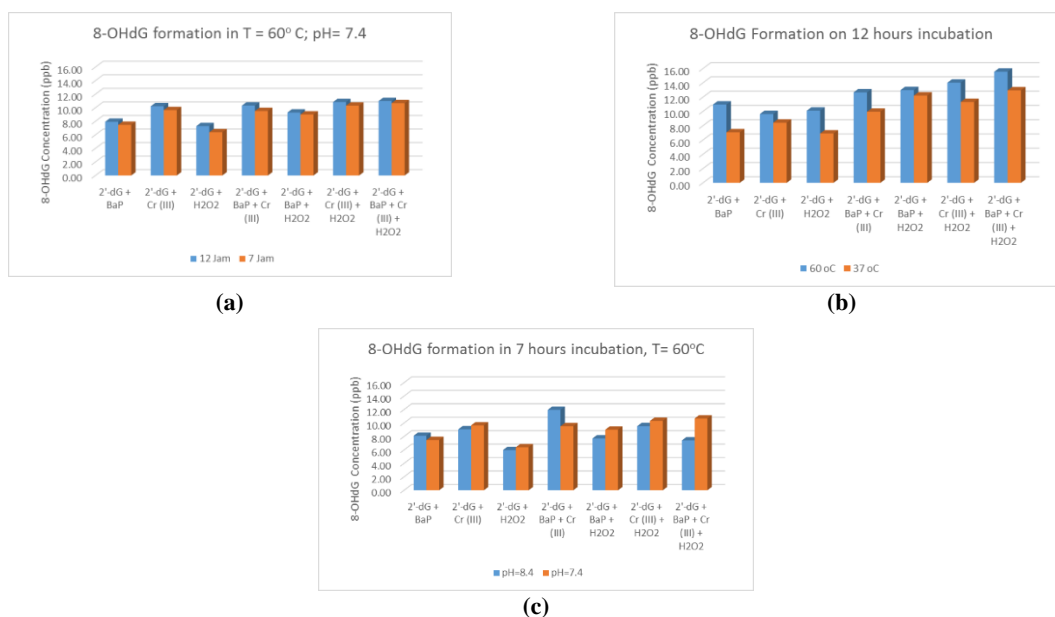 8-OHdG formation in T = 60° C; pH= 7.4
8-OHdG Concentration (ppb)
16.00
14.00
12.00
10.00
8.00
6.00
4.00
2.00
0.00
2'-dG +
BaP
2'-dG +
Cr (III)
2'-dG +
H2O2
2'-dG +
BaP + Cr
(III)
2'-dG +
BaP +
H2O2
2'-dG +
Cr (III) +
H2O2
2'-dG +
BaP + Cr
(III) +
H2O2
12 Jam 7 Jam
(a)
8-OHdG Formation on 12 hours incubation
8-OHdG Concentration (ppb)
16.00
14.00
12.00
10.00
8.00
6.00
4.00
2.00
0.00
2'-dG +
BaP
2'-dG +
Cr (III)
2'-dG +
H2O2
2'-dG +
BaP + Cr
(III)
2'-dG +
BaP +
H2O2
2'-dG +
Cr (III) +
H2O2
2'-dG +
BaP + Cr
(III) +
H2O2
60 oC 37 oC
(b)
8-OHdG formation in 7 hours incubation, T= 60°C
8-OHdG Concentration (ppb)
16.00
14.00
12.00
10.00
8.00
6.00
4.00
2.00
0.00
2'-dG +
BaP
2'-dG +
Cr (III)
2'-dG +
H2O2
2'-dG +
BaP + Cr
(III)
2'-dG +
BaP +
H2O2
2'-dG +
Cr (III) +
H2O2
2'-dG +
BaP + Cr
(III) +
H2O2
pH=8.4 pH=7.4
(c)